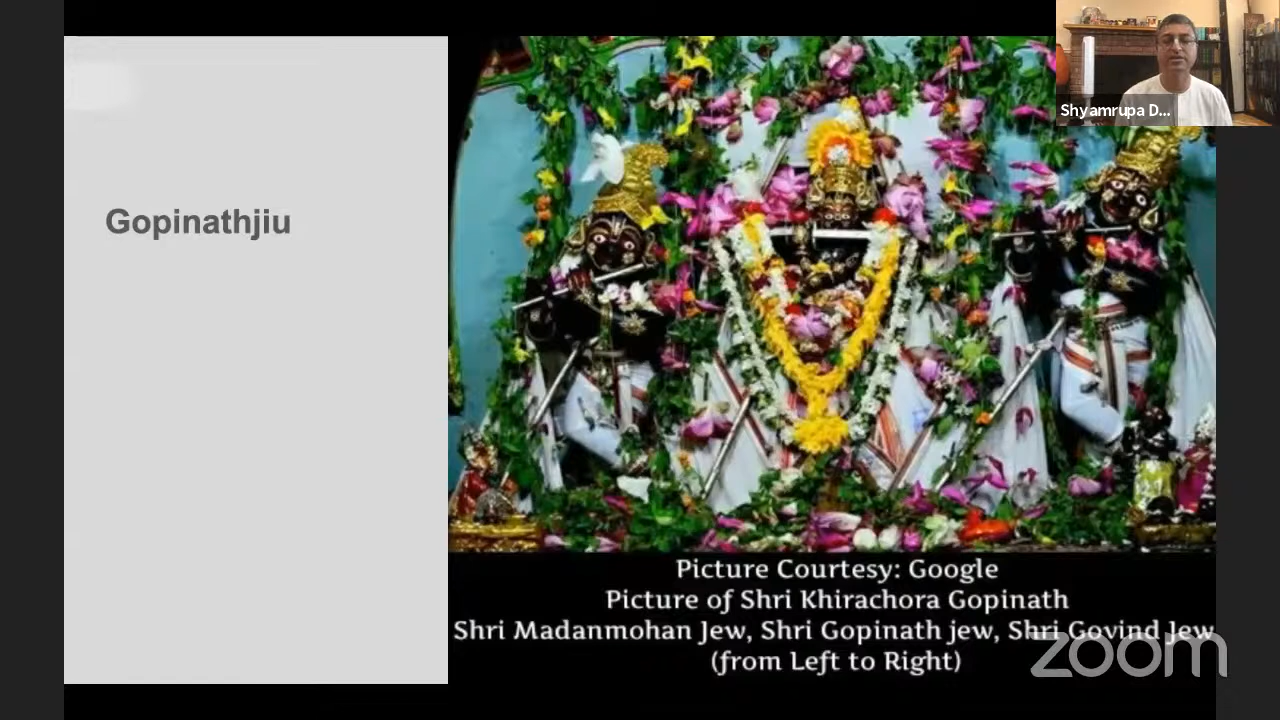 Shyamrupa D...
Gopinathjiu
Picture Courtesy: Google
Picture of Shri Khirachora Gopinath
Shri Madanmohan Jew, Shri Gopinath jew, Shri Govind Jew
(from Left to Right)
zoom